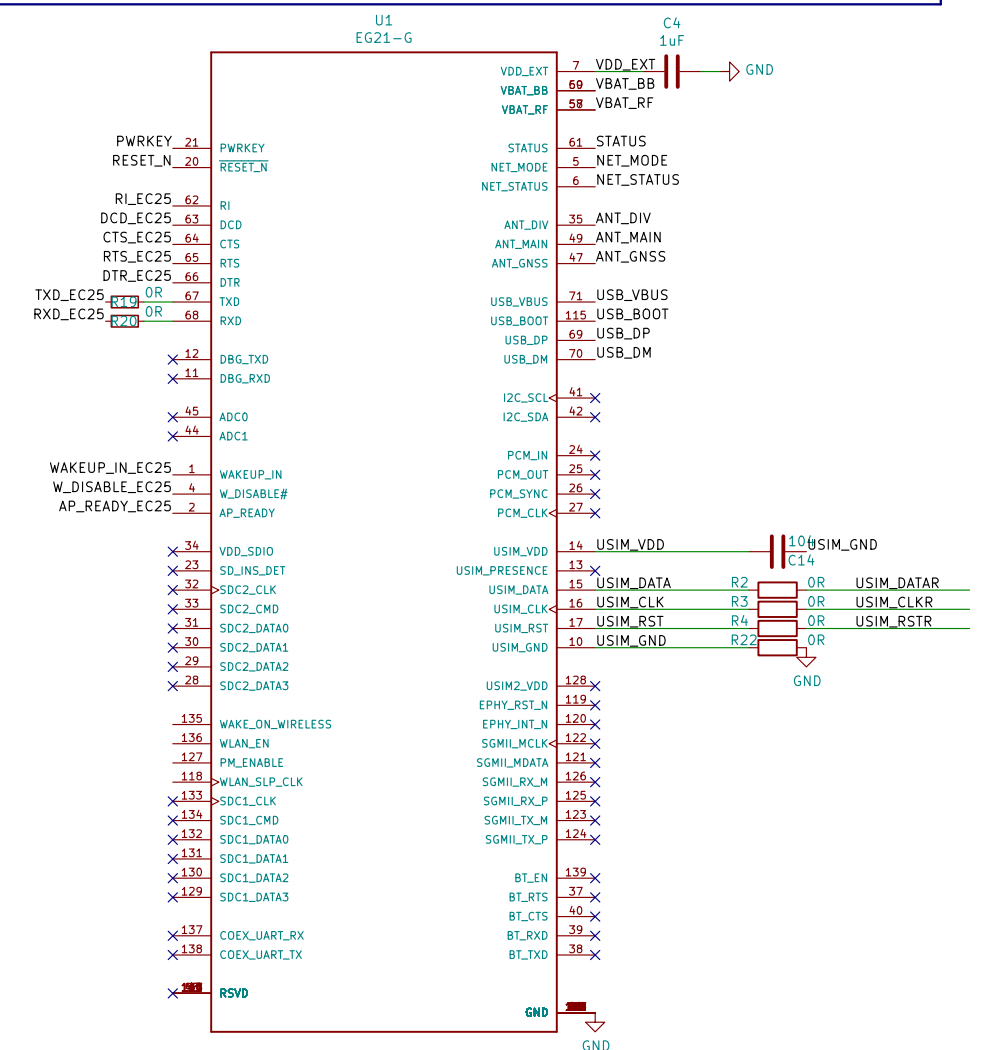 U1
EG21-G
C4
1uF
VDD_EXT 7 VDD_EXT GND
VBAT_BB VBAT_BB
VBAT_RF VBAT_RF
PWRKEY 21 PWRKEY STATUS 61 STATUS
RESET_N 20 RESET_N NET_MODE 5 NET_MODE
NET_STATUS 6 NET_STATUS
RI_EC25 62 RI
DCD_EC25 63 DCD ANT_DIV 35 ANT_DIV
CTS_EC25 64 CTS ANT_MAIN 49 ANT_MAIN
RTS_EC25 65 RTS ANT_GNSS 47 ANT_GNSS
DTR_EC25 66 DTR
TXD_EC25 R19 0R 67 TXD USB_VBUS 71 USB_VBUS
RXD_EC25 R20 0R 68 RXD USB_BOOT 115 USB_BOOT
USB_DP 69 USB_DP
12 DBG_TXD USB_DM 70 USB_DM
11 DBG_RXD
I2C_SCL 41
45 ADC0 I2C_SDA 42
44 ADC1
PCM_IN 24
WAKEUP_IN_EC25 1 WAKEUP_IN PCM_OUT 25
W_DISABLE_EC25 4 W_DISABLE# PCM_SYNC 26
AP_READY_EC25 2 AP_READY PCM_CLK 27
34 VDD_SDIO USIM_VDD 14 USIM_VDD USIM_GND
C14
23 SD_INS_DET USIM_PRESENCE 13
32 SDC2_CLK USIM_DATA 15 USIM_DATA R2 0R USIM_DATAR
33 SDC2_CMD USIM_CLK 16 USIM_CLK R3 0R USIM_CLKR
31 SDC2_DATA0 USIM_RST 17 USIM_RST R4 0R USIM_RSTR
30 SDC2_DATA1 USIM_GND 10 USIM_GND R22 0R
29 SDC2_DATA2
GND
28 SDC2_DATA3 USIM2_VDD 128
EPHY_RST_N 119
135 WAKE_ON_WIRELESS EPHY_INT_N 120
136 WLAN_EN SGMII_MCLK 122
127 PM_ENABLE SGMII_MDATA 121
118 WLAN_SLP_CLK SGMII_RX_M 126
133 SDC1_CLK SGMII_RX_P 125
134 SDC1_CMD SGMII_TX_M 123
132 SDC1_DATA0 SGMII_TX_P 124
131 SDC1_DATA1
130 SDC1_DATA2 BT_EN 139
129 SDC1_DATA3 BT_RTS 37
BT_CTS 40
137 COEX_UART_RX BT_RXD 39
138 COEX_UART_TX BT_TXD 38
RSVD
GND
GND